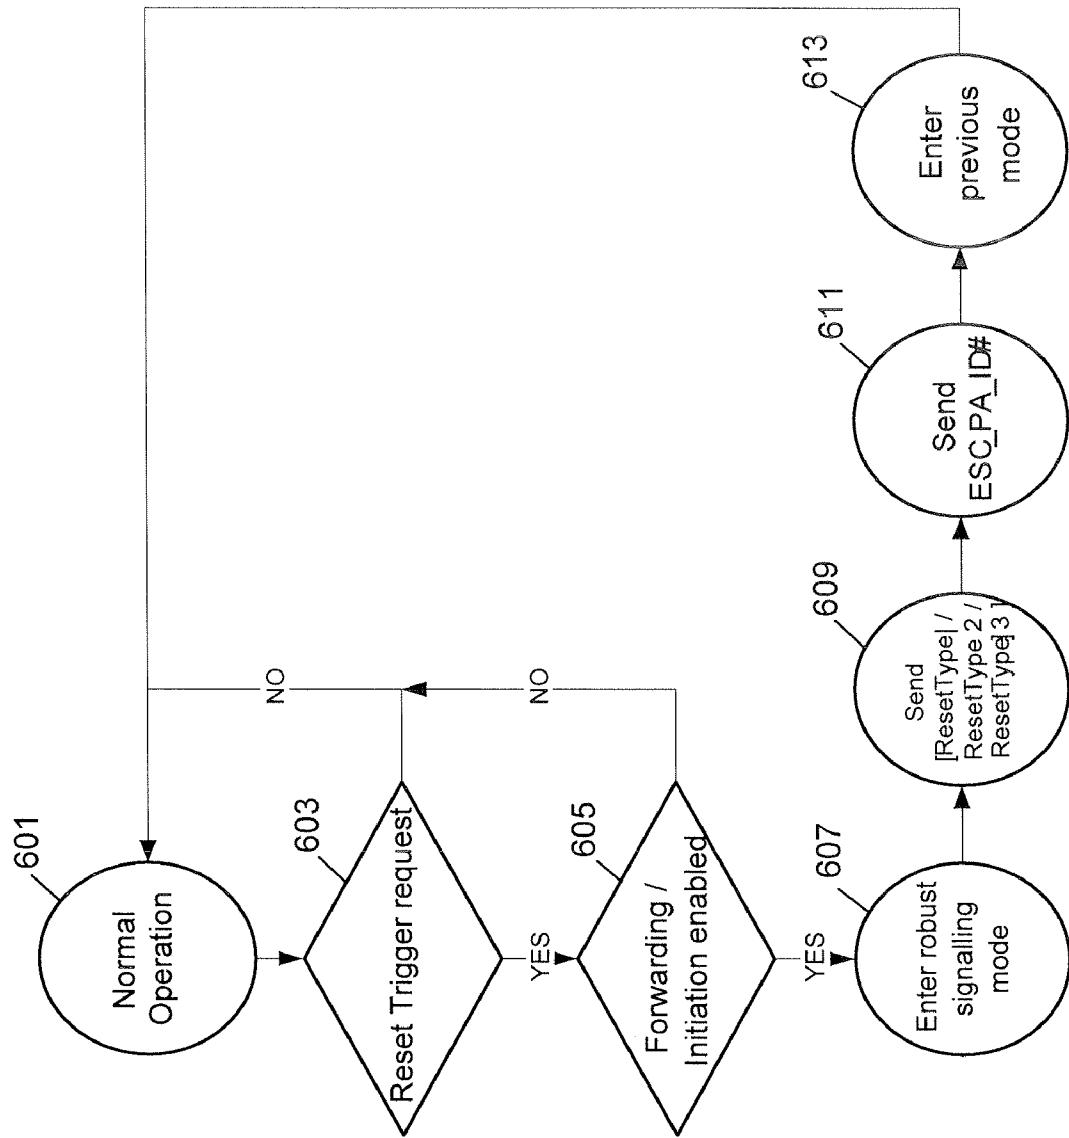 601
Normal
Operation
603
Reset Trigger request
NO
YES
605
Forwarding /
Initiation enabled
NO
YES
607
Enter robust
signalling
mode
609
Send
[ResetType| /
ResetType 2 /
ResetType]3 ]
611
Send
ESC_PA_ID#
613
Enter
previous
mode